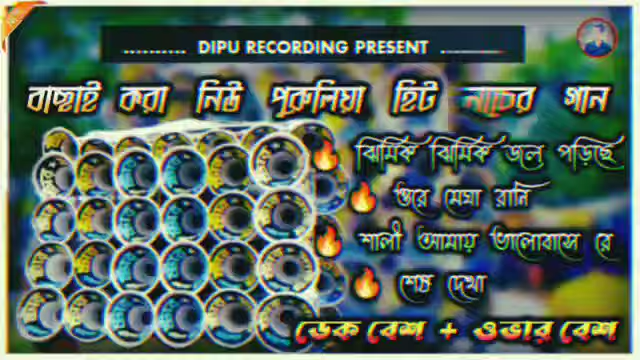 .......... DIPU RECORDING PRESENT ..........
বাচ্ছাই করা নিউ পুরুলিয়া হিট নাচের গান
ঝিমিক ঝিমিক জল পড়িছে
ওরে মেঘা রানি
শালী আমায় ভালোবাসে রে
শেষ দেখা
ডেক বেশ + ওভার বেশ